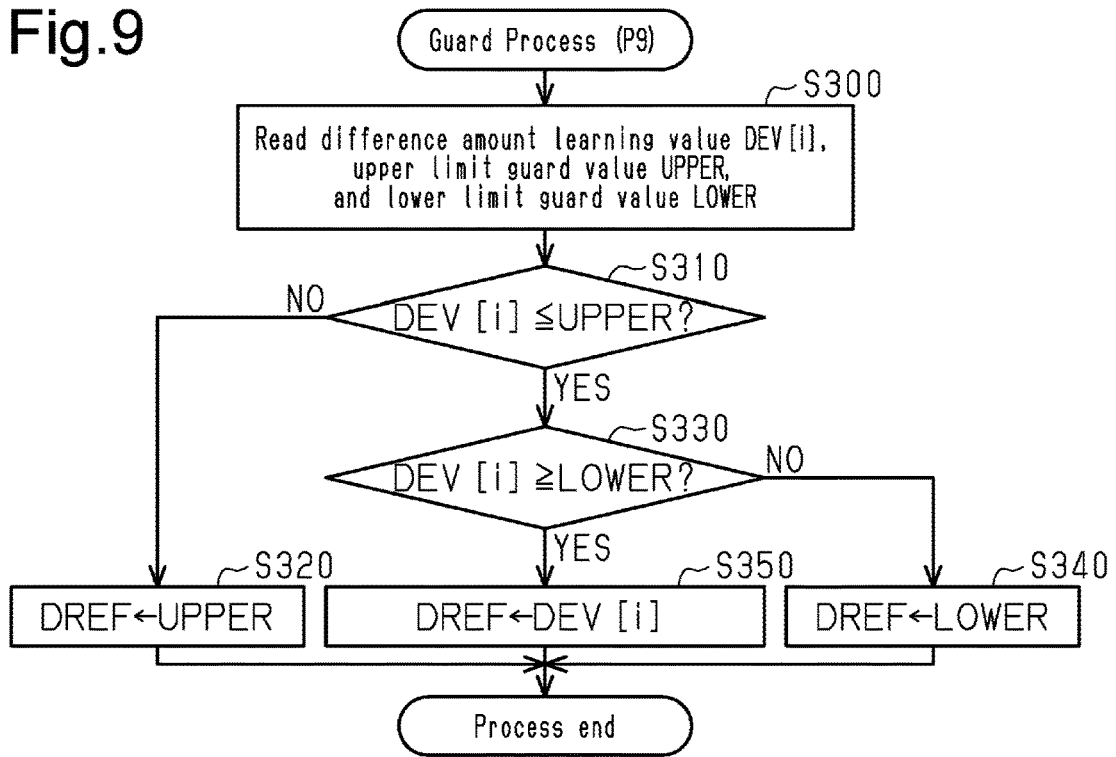 Fig.9
Guard Process (P9)
S300
Read difference amount learning value DEV[i],
upper limit guard value UPPER,
and lower limit guard value LOWER
S310
NO
DEV[i]≦UPPER?
YES
S330
DEV[i]≧LOWER?
NO
YES
S320
S350
S340
DREF←UPPER
DREF←DEV[i]
DREF←LOWER
Process end